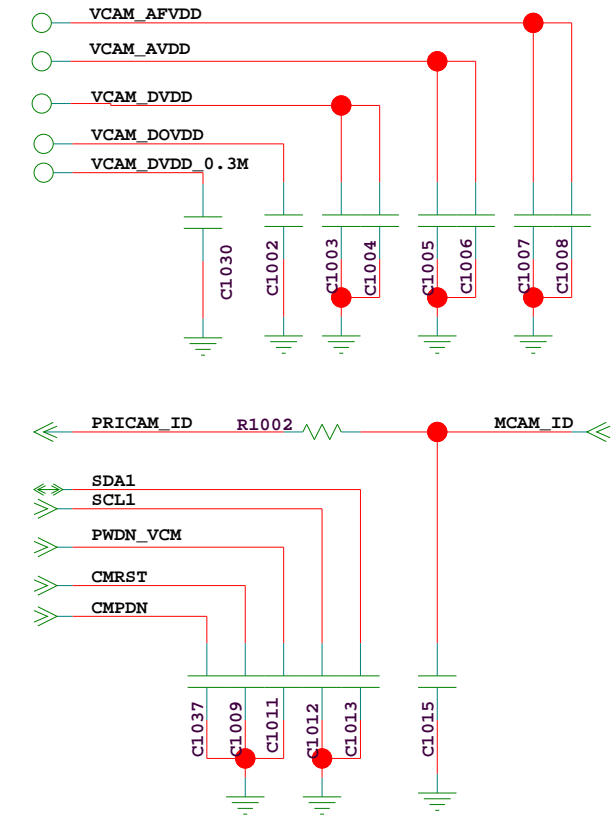 VCAM_AFVDD
VCAM_AVDD
VCAM_DVDD
VCAM_DOVDD
VCAM_DVDD_0.3M
C1030
C1002
C1003
C1004
C1005
C1006
C1007
C1008
PRICAM_ID
R1002
MCAM_ID
SDA1
SCL1
PWDN_VCM
CMRST
CMPDN
C1037
C1009
C1011
C1012
C1013
C1015